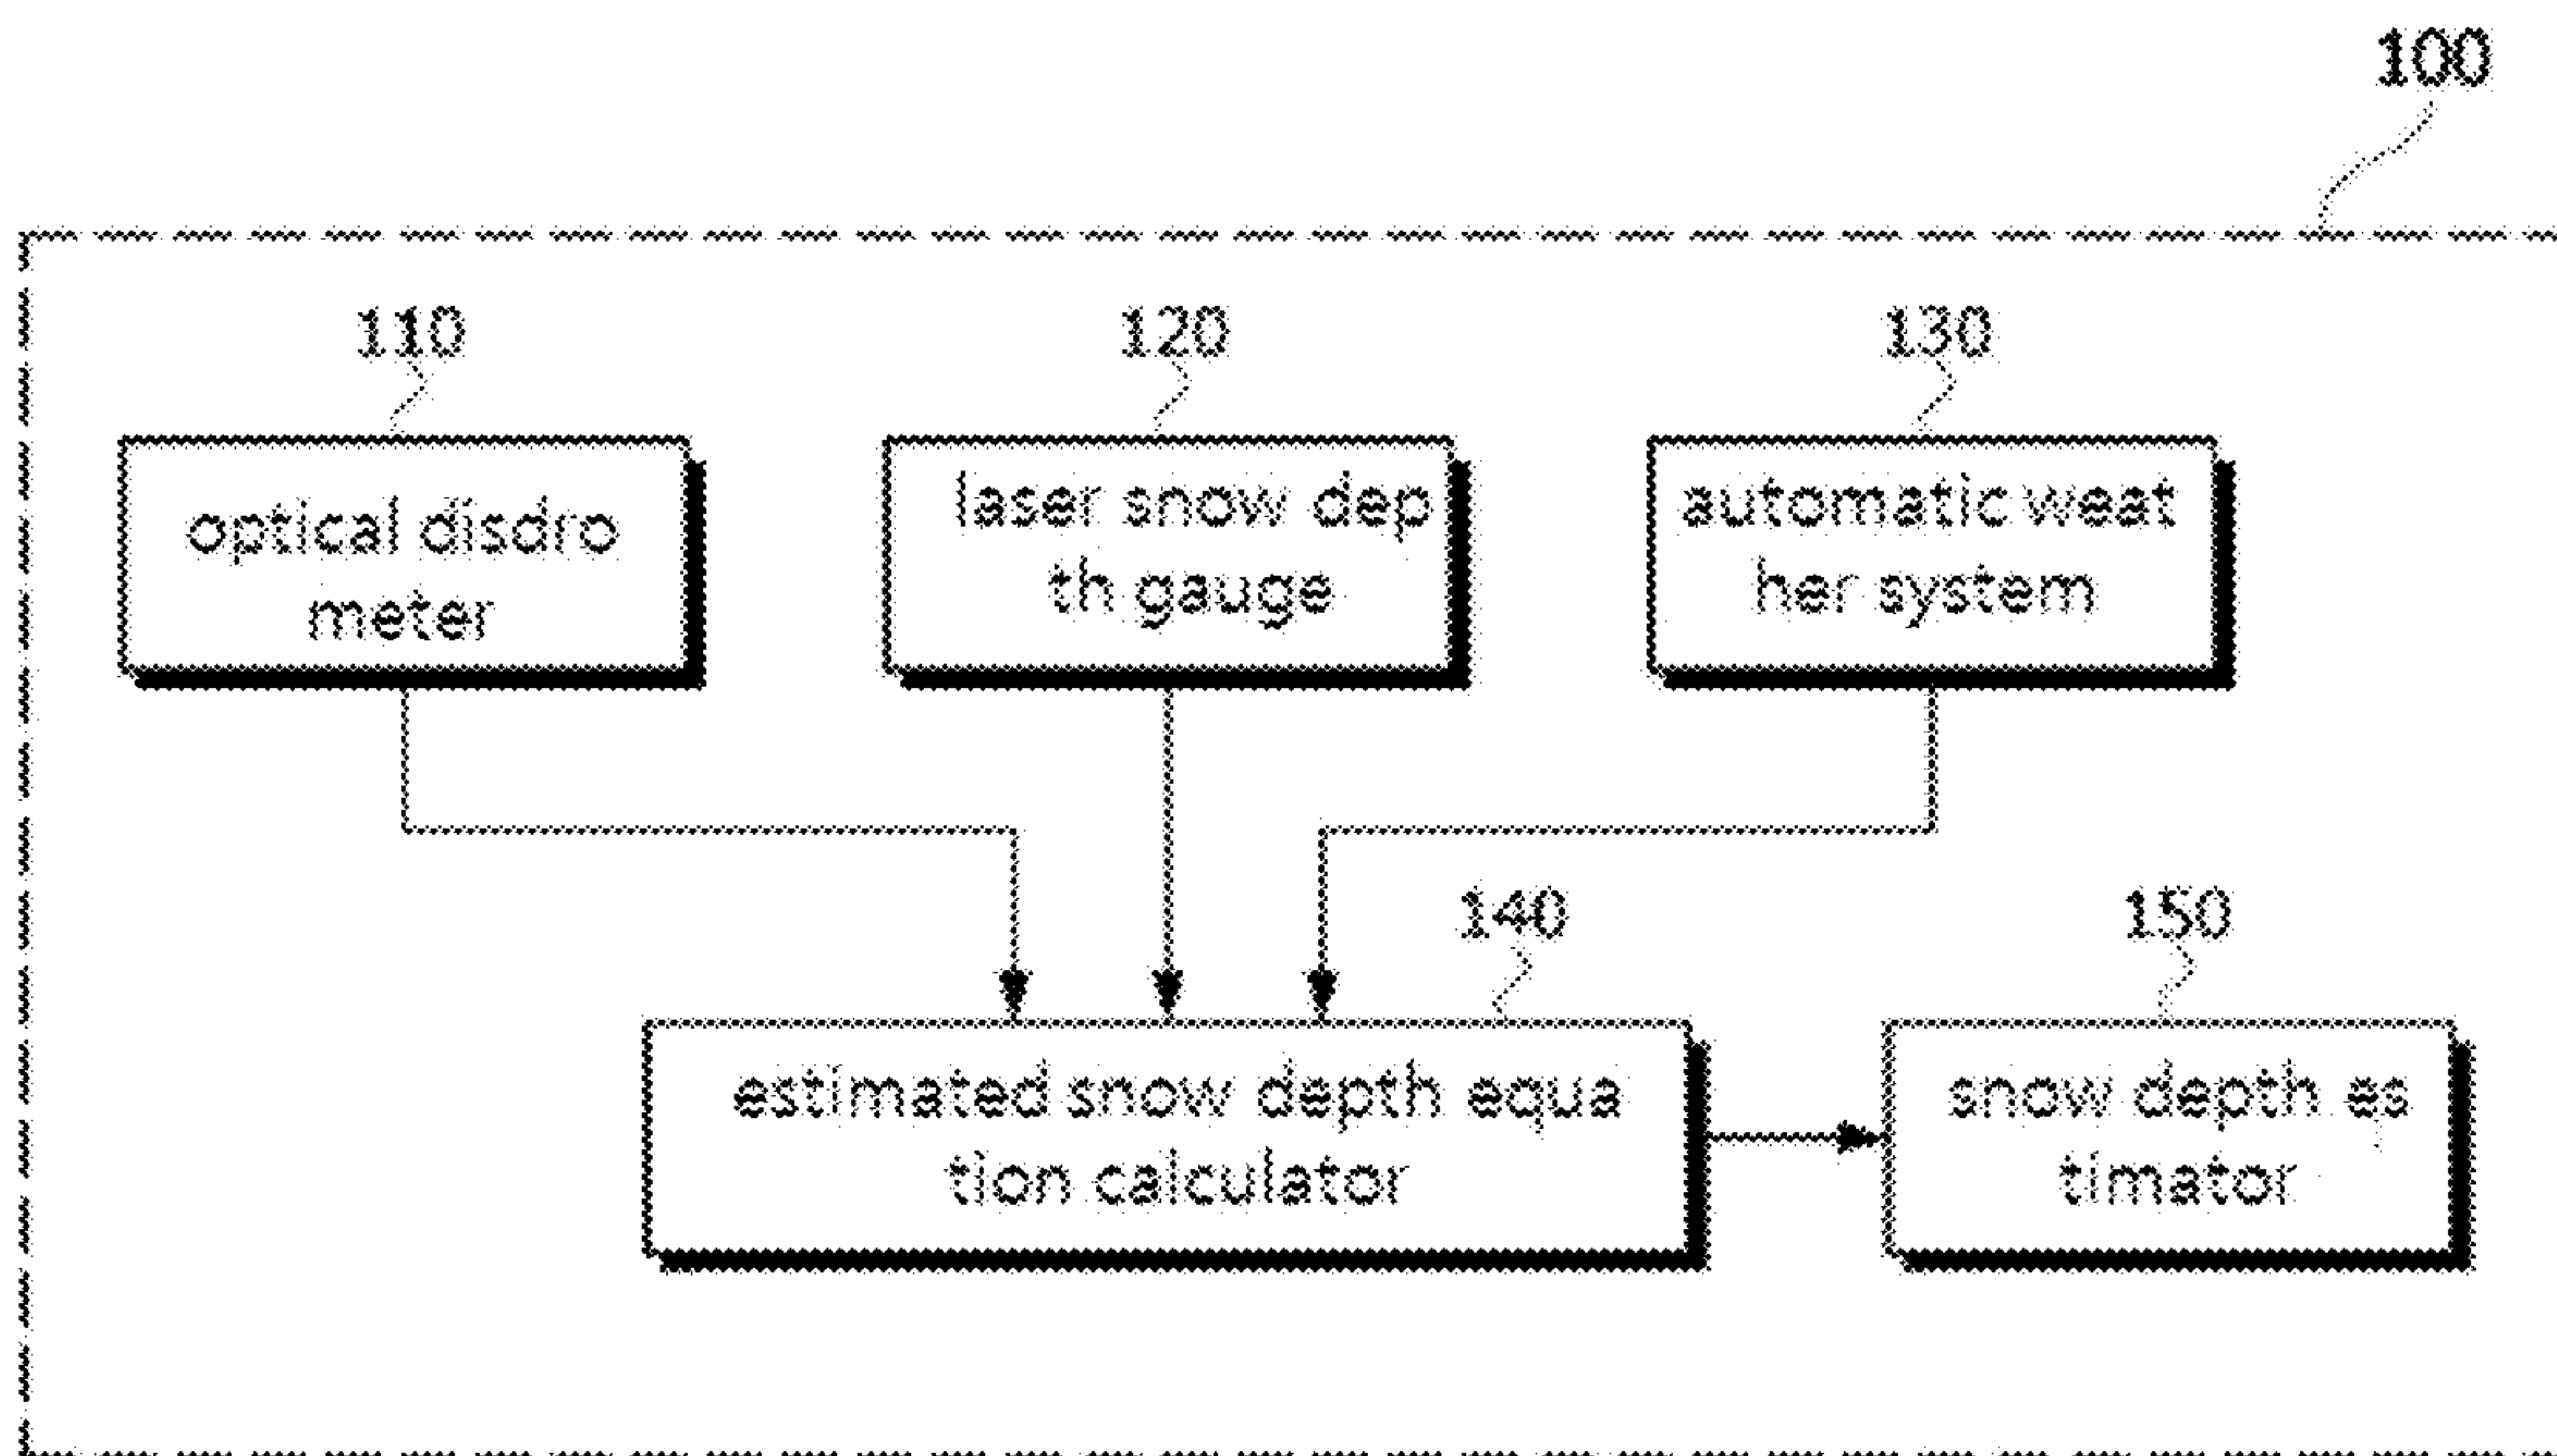 100
110
120
130
optical disdro
meter
laser snow dep
th gauge
automatic weat
her system
140
150
estimated snow depth equa
tion calculator
snow depth es
timator